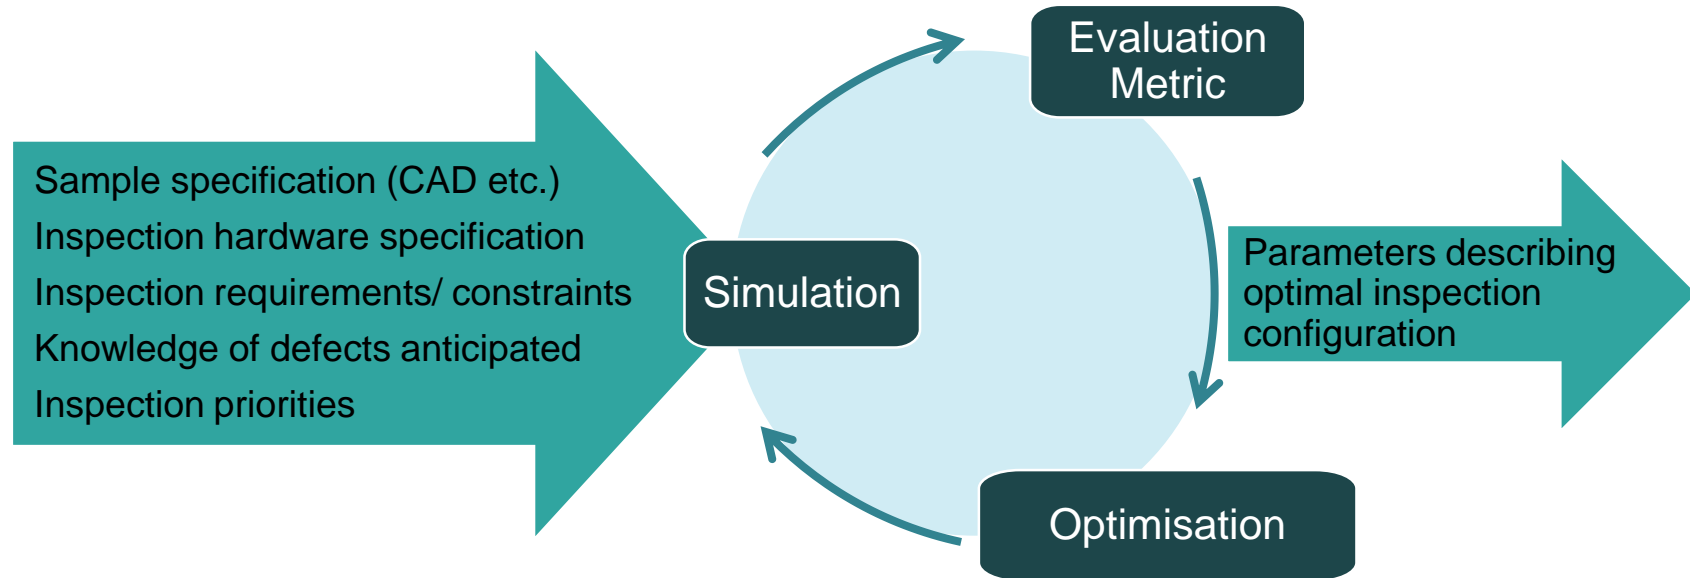 Sample specification (CAD etc.)
Inspection hardware specification
Inspection requirements/ constraints
Knowledge of defects anticipated
Inspection priorities
Simulation
Evaluation
Metric
Optimisation
Parameters describing
optimal inspection
configuration